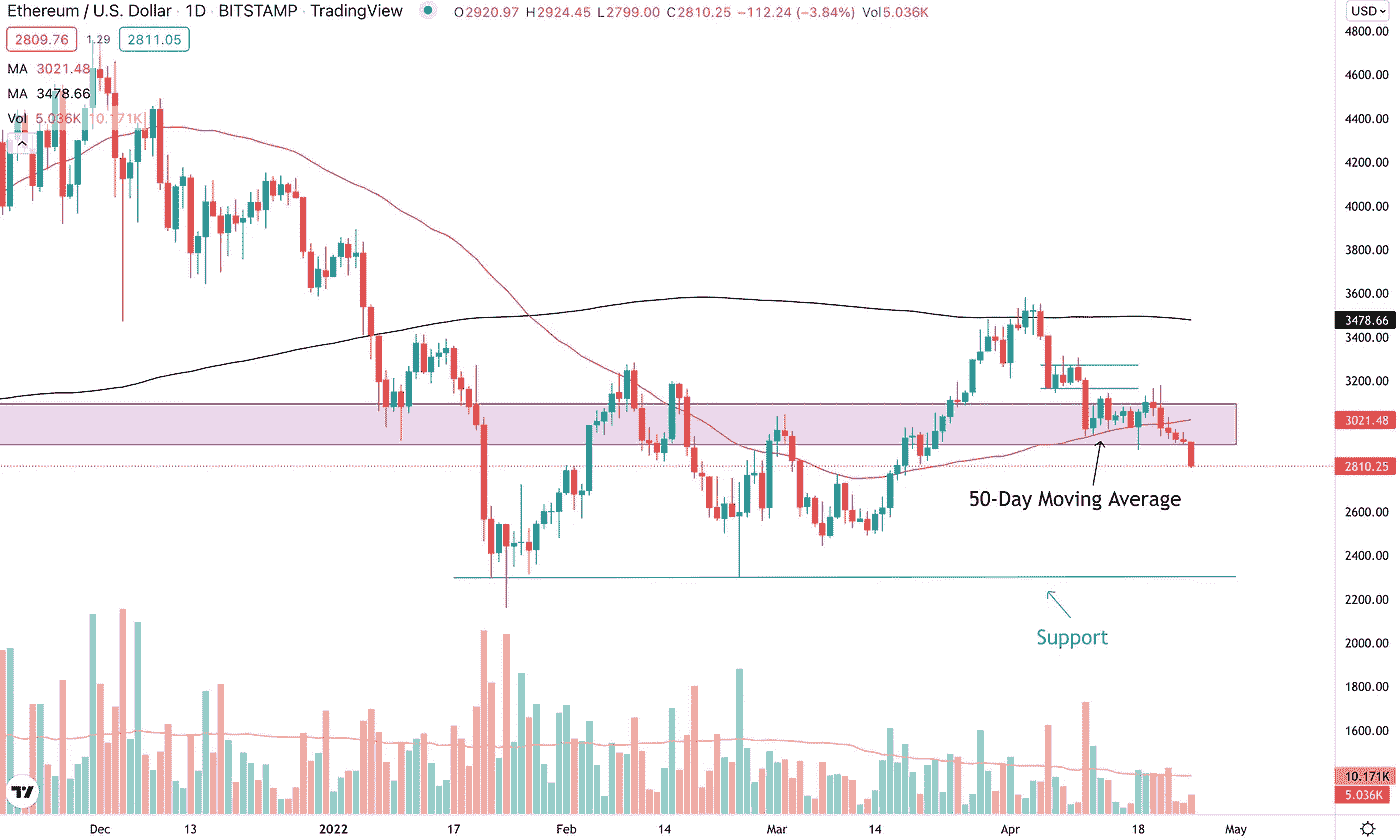 Ethereum / U.S. Dollar · 1D · BITSTAMP · TradingView O2920.97 H2924.45 L2799.00 C2810.25 −112.24 (−3.84%) Vol5.036K
USD
2809.76 1.29 2811.05
MA 3021.48
MA 3478.66
Vol 5.036K 10.171K
4800.00
4600.00
4400.00
4200.00
4000.00
3800.00
3600.00
3478.66
3400.00
3200.00
3021.48
2810.25
50-Day Moving Average
2600.00
2400.00
2200.00
Support
2000.00
1800.00
1600.00
10.171K
5.036K
Dec 13 2022 17 Feb 14 Mar 14 Apr 18 May